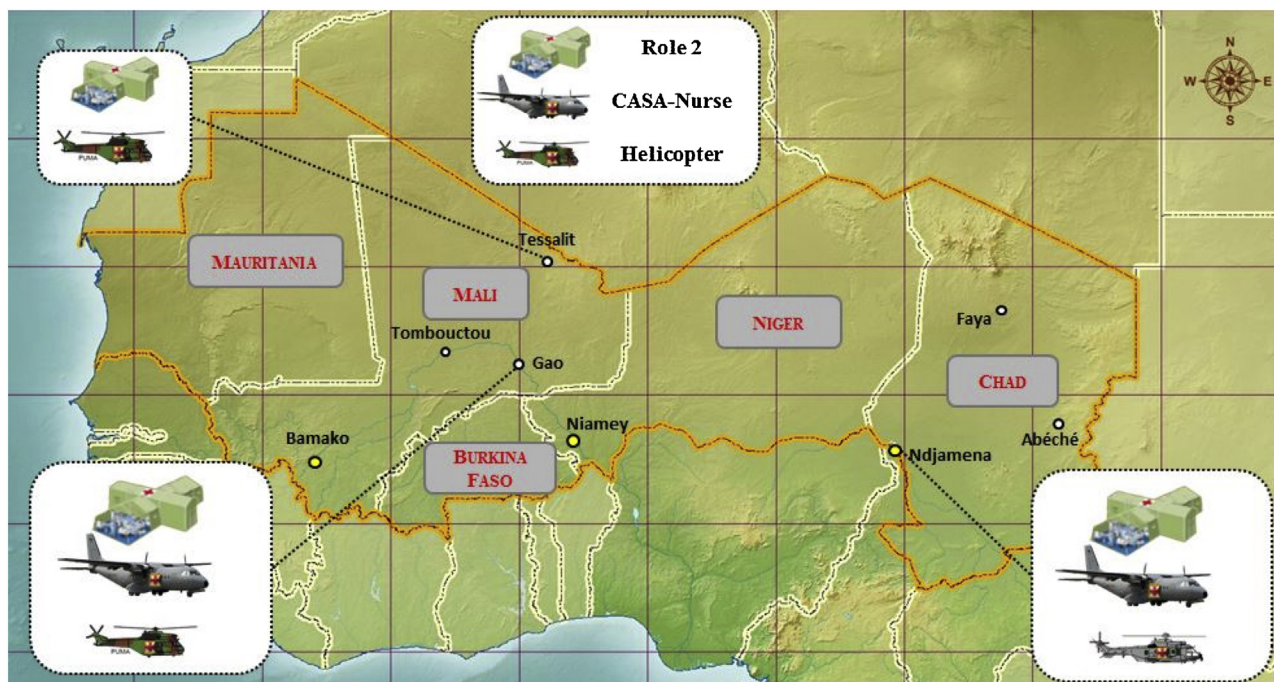 Role 2
CASA-Nurse
PUMA
Helicopter
PUMA
N
W E
S
Tessalit
MAURITANIA
MALI
NIGER
Faya
Tombouctou
Gao
CHAD
Niamey
Abéché
Bamako
Ndjamena
BURKINA
FASO
PUMA